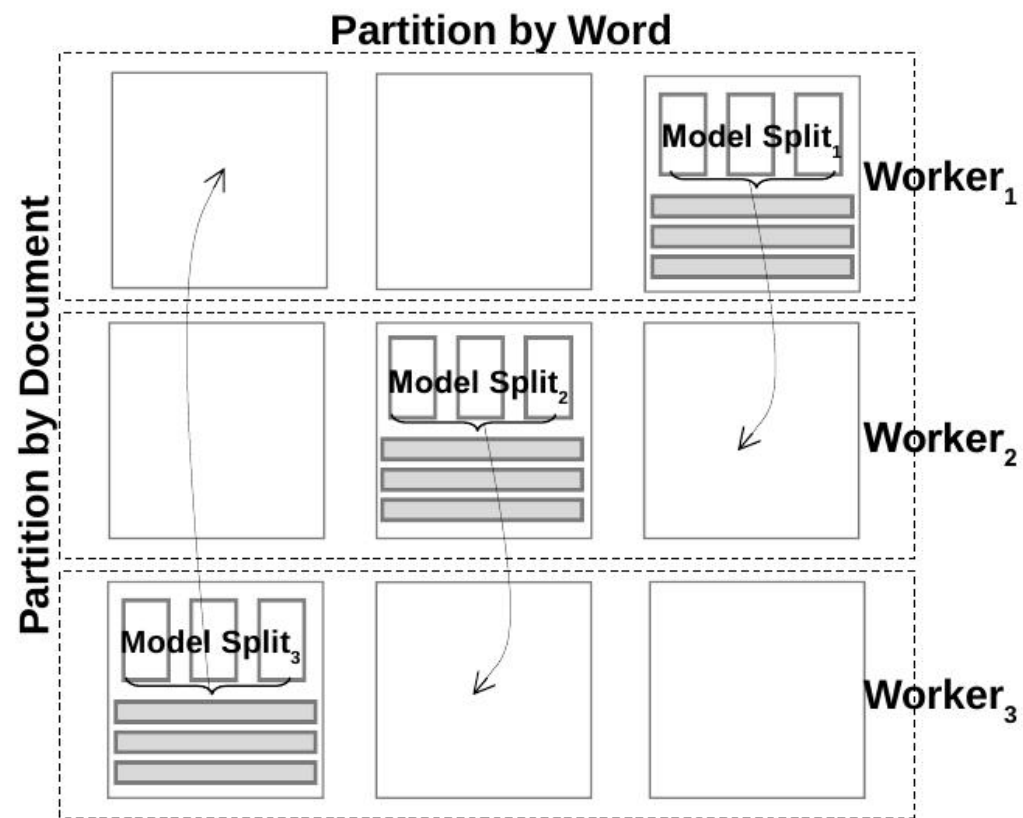 Partition by Word
Partition by Document
Model Split1
Worker1
Model Split2
Worker2
Model Split3
Worker3